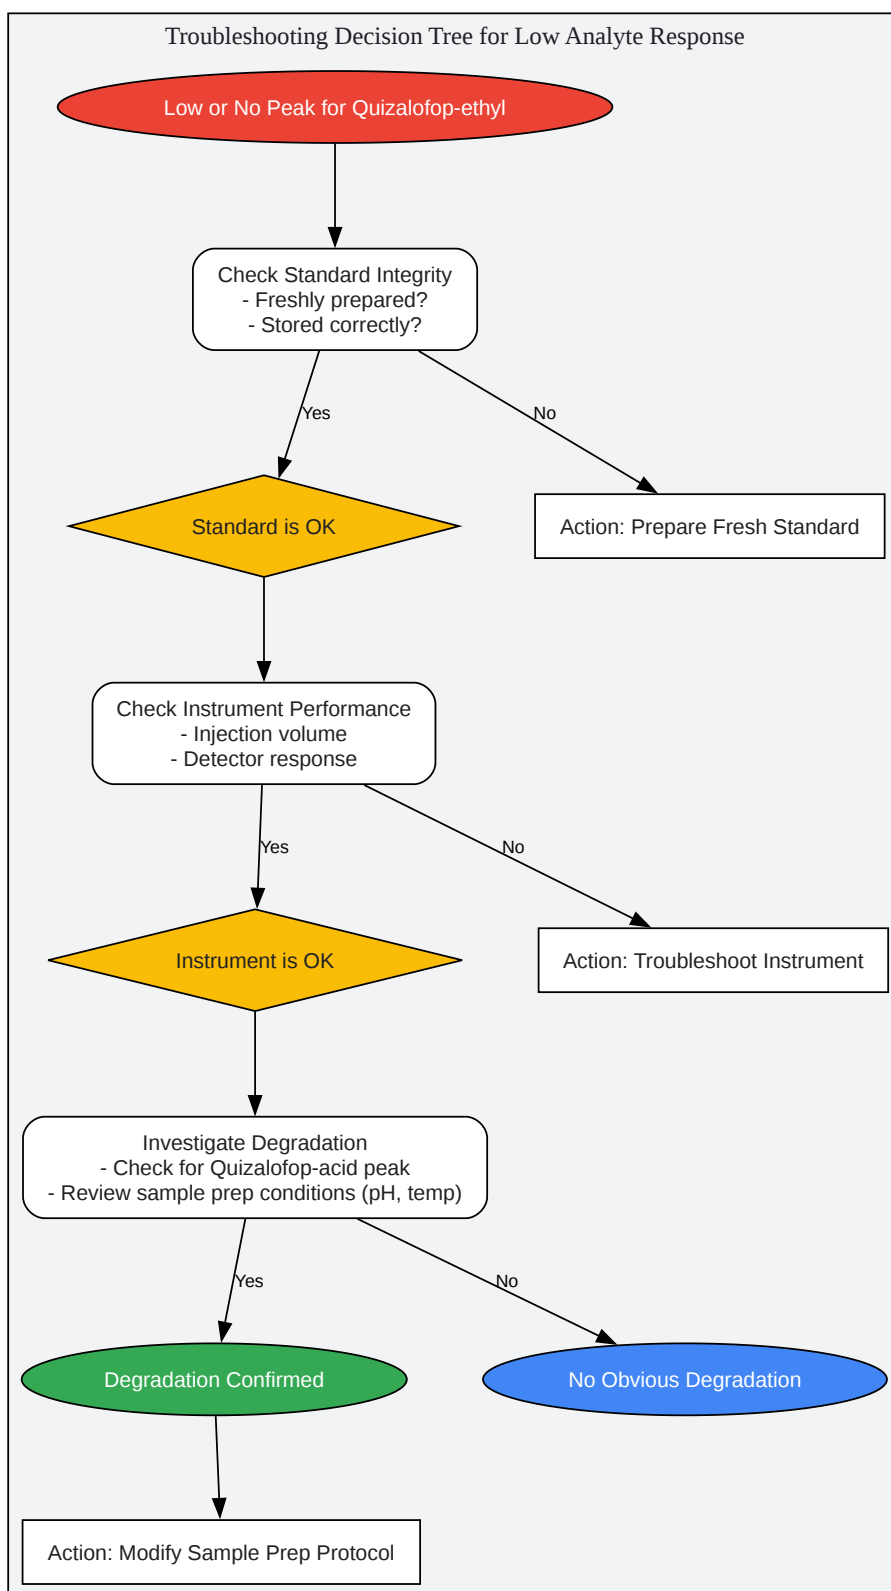 Troubleshooting Decision Tree for Low Analyte Response
Low or No Peak for Quizalofop-ethyl
Check Standard Integrity
- Freshly prepared?
- Stored correctly?
Yes
No
Standard is OK
Action: Prepare Fresh Standard
Check Instrument Performance
- Injection volume
- Detector response
Yes
No
Instrument is OK
Action: Troubleshoot Instrument
Investigate Degradation
- Check for Quizalofop-acid peak
- Review sample prep conditions (pH, temp)
Yes
No
Degradation Confirmed
No Obvious Degradation
Action: Modify Sample Prep Protocol